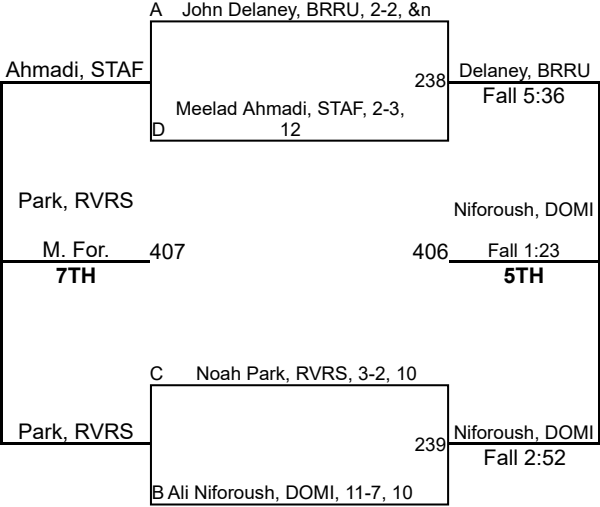 A John Delaney, BRRU, 2-2, &n
Ahmadi, STAF
238
Delaney, BRRU
Fall 5:36
Meelad Ahmadi, STAF, 2-3,
D 12
Park, RVRS
Niforoush, DOMI
M. For.
407
406
Fall 1:23
7TH
5TH
C Noah Park, RVRS, 3-2, 10
Park, RVRS
239
Niforoush, DOMI
Fall 2:52
B Ali Niforoush, DOMI, 11-7, 10